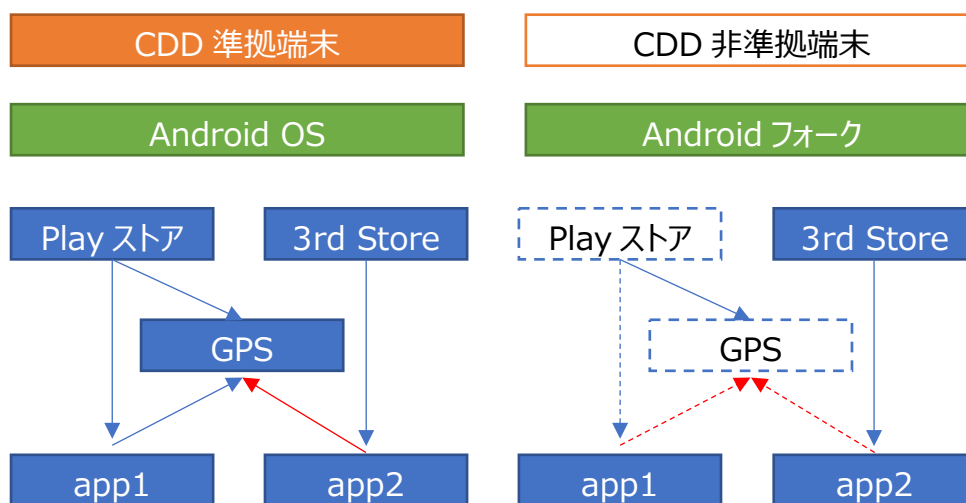 CDD 準拠端末
CDD 非準拠端末
Android OS
Android フォーク
Play ストア
3rd Store
Play ストア
3rd Store
GPS
GPS
app1
app2
app1
app2